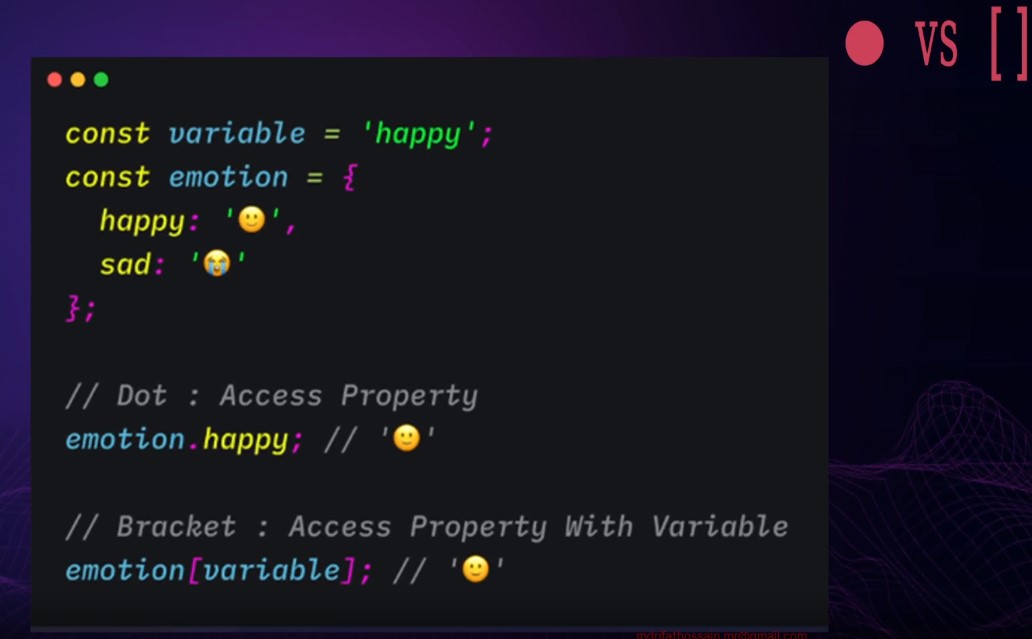 ● VS []
const variable = 'happy';
const emotion = {
  happy: '🙂',
  sad: '😭'
};
// Dot : Access Property
emotion.happy; // '🙂'
// Bracket : Access Property With Variable
emotion[variable]; // '🙂'